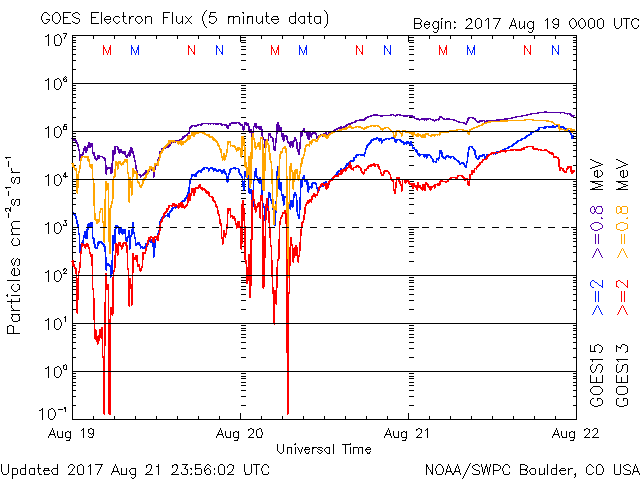 GOES Electron Flux (5 minute data)
Begin: 2017 Aug 19 0000 UTC
10⁷
M M N N M M N N M M N N
10⁶
10⁵
10⁴
10³
10²
10¹
10⁰
10⁻¹
Particles cm⁻²s⁻¹sr⁻¹
Aug 19 Aug 20 Aug 21 Aug 22
Universal Time
GOES15 >=2 >=0.8 MeV
GOES13 >=2 >=0.8 MeV
Updated 2017 Aug 21 23:56:02 UTC
NOAA/SWPC Boulder, CO USA